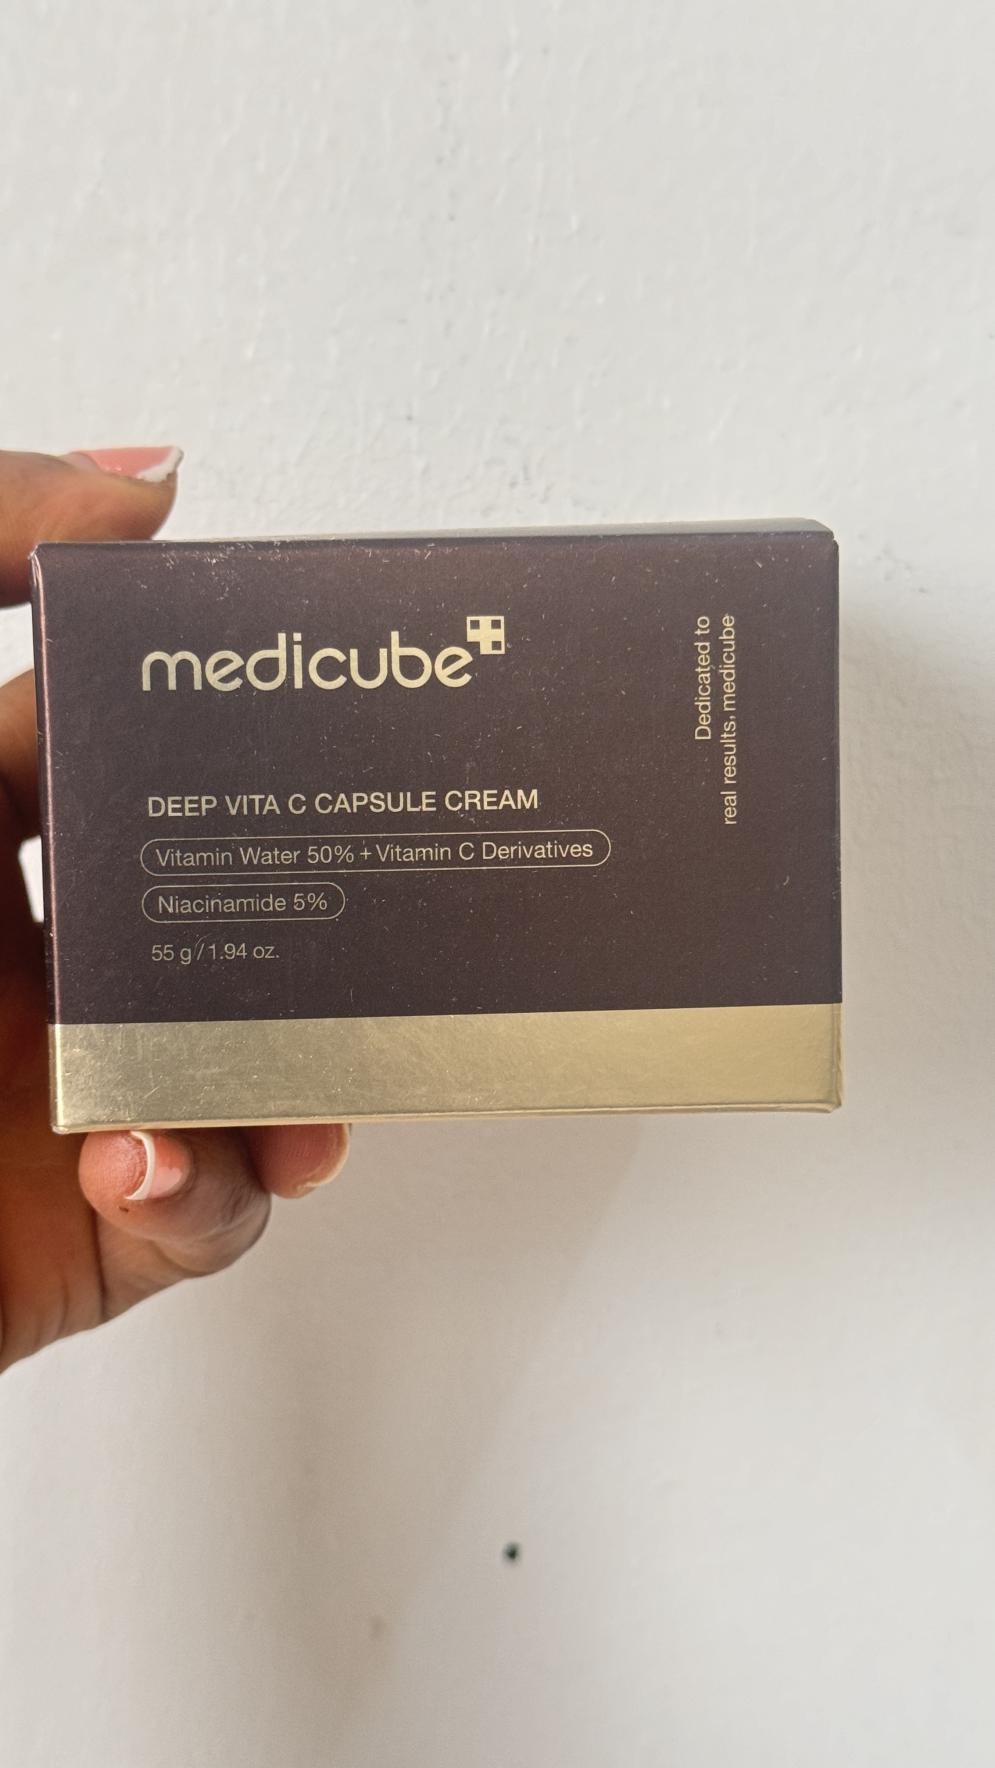 medicube
DEEP VITA C CAPSULE CREAM
Vitamin Water 50% + Vitamin C Derivatives
Niacinamide 5%
55 g / 1.94 oz.
Dedicated to
real results, medicube